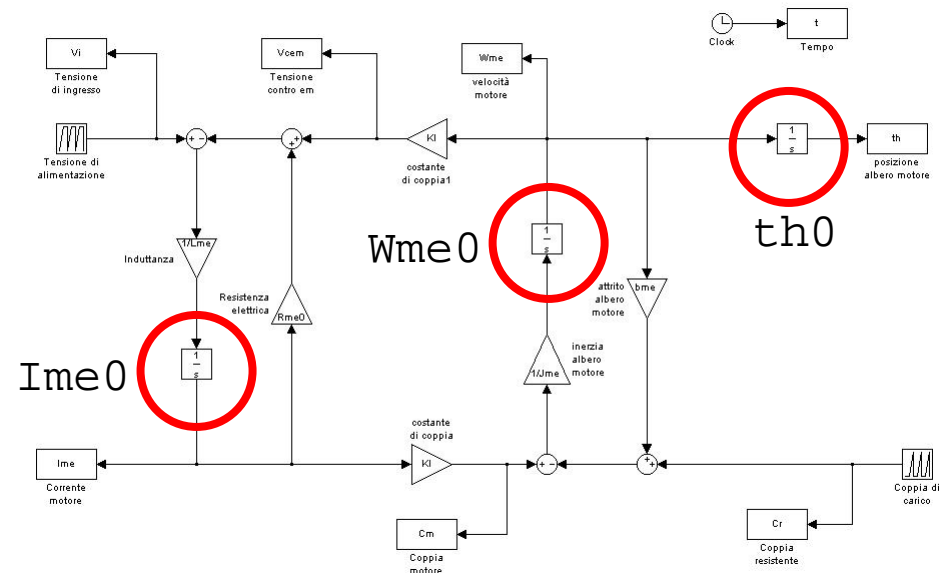 t
Clock
Tempo
Vi
Tensione
di ingresso
Vcem
Tensione
contro em
Wme
velocità
motore
+ -
+
+
KI
costante
di coppia1
1
s
th
posizione
albero motore
Tensione di
alimentazione
th0
Wme0
1
s
1/Lme
Induttanza
Resistenza
elettrica
Rme0
bme
attrito
albero
motore
1
s
Ime0
1/Jme
inerzia
albero
motore
costante
di coppia
KI
Ime
Corrente
motore
+ -
+
+
Coppia di
carico
Cm
Coppia
motore
Cr
Coppia
resistente